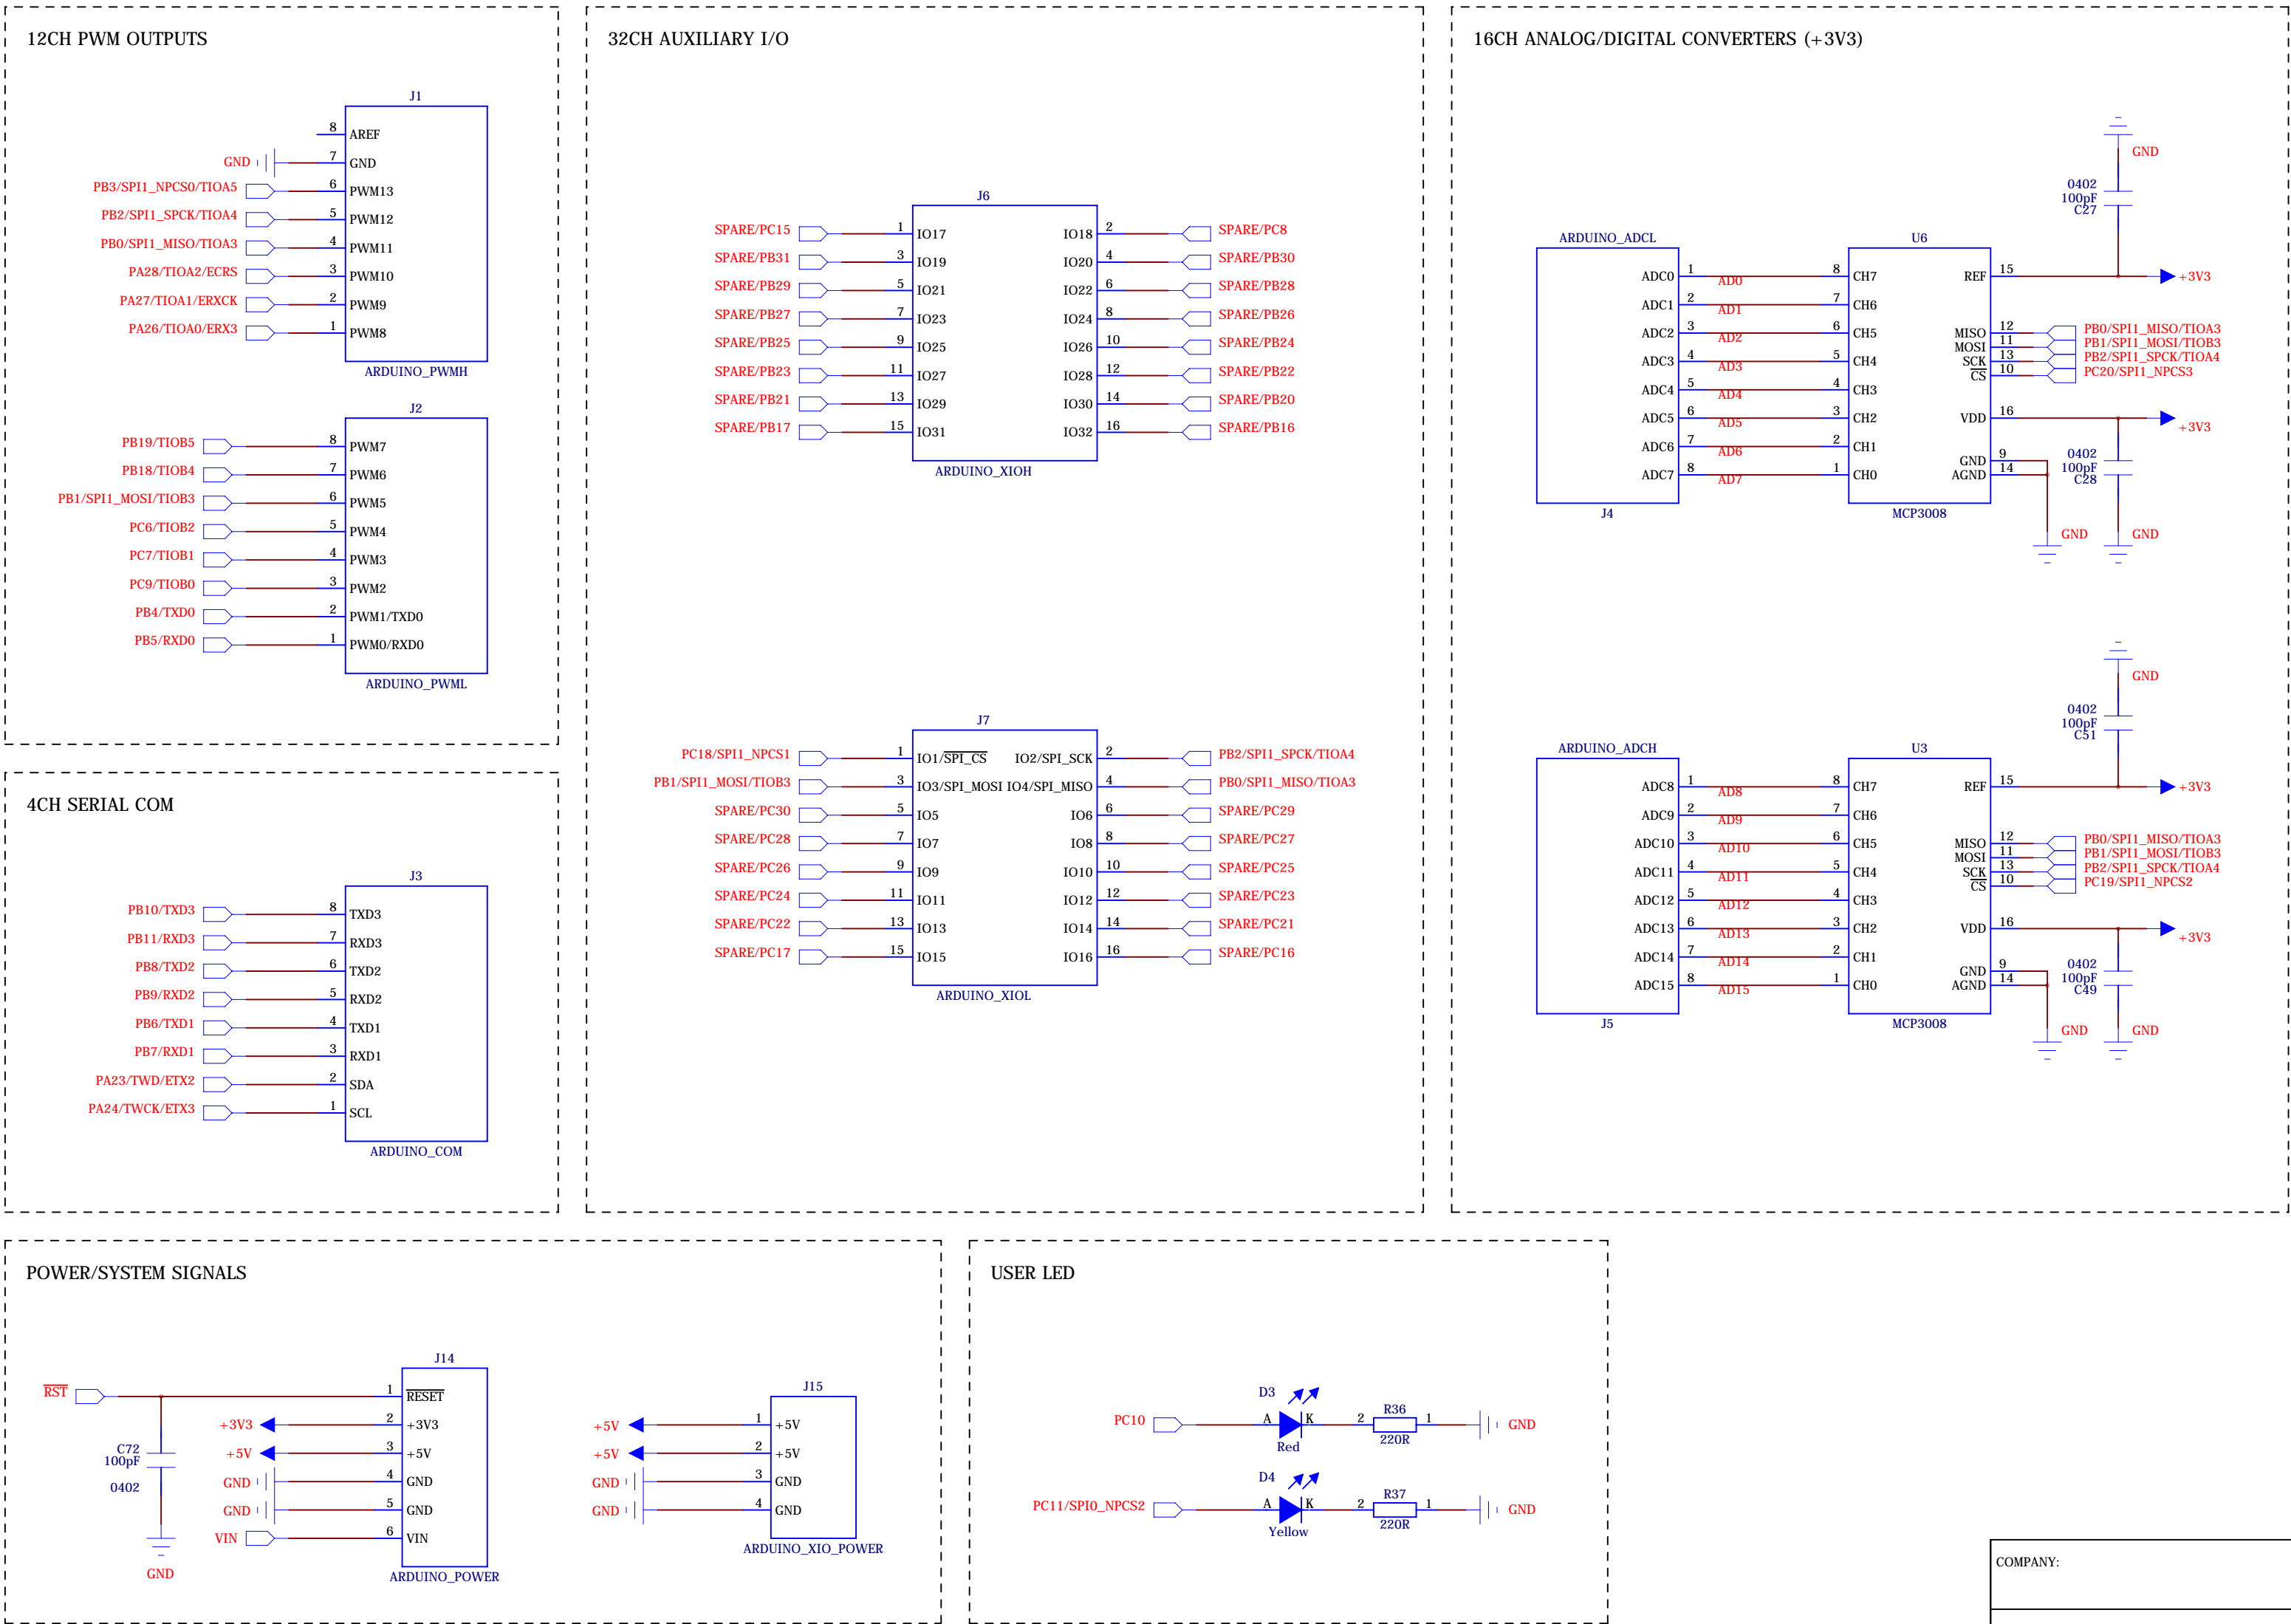 12CH PWM OUTPUTS
J1
8 AREF
GND 7 GND
PB3/SPI1_NPCS0/TIOA5 6 PWM13
PB2/SPI1_SPCK/TIOA4 5 PWM12
PB0/SPI1_MISO/TIOA3 4 PWM11
PA28/TIOA2/ECRS 3 PWM10
PA27/TIOA1/ERXCK 2 PWM9
PA26/TIOA0/ERX3 1 PWM8
ARDUINO_PWMH
J2
PB19/TIOB5 8 PWM7
PB18/TIOB4 7 PWM6
PB1/SPI1_MOSI/TIOB3 6 PWM5
PC6/TIOB2 5 PWM4
PC7/TIOB1 4 PWM3
PC9/TIOB0 3 PWM2
PB4/TXD0 2 PWM1/TXD0
PB5/RXD0 1 PWM0/RXD0
ARDUINO_PWML
4CH SERIAL COM
J3
PB10/TXD3 8 TXD3
PB11/RXD3 7 RXD3
PB8/TXD2 6 TXD2
PB9/RXD2 5 RXD2
PB6/TXD1 4 TXD1
PB7/RXD1 3 RXD1
PA23/TWD/ETX2 2 SDA
PA24/TWCK/ETX3 1 SCL
ARDUINO_COM
32CH AUXILIARY I/O
J6
SPARE/PC15 1 IO17 IO18 2 SPARE/PC8
SPARE/PB31 3 IO19 IO20 4 SPARE/PB30
SPARE/PB29 5 IO21 IO22 6 SPARE/PB28
SPARE/PB27 7 IO23 IO24 8 SPARE/PB26
SPARE/PB25 9 IO25 IO26 10 SPARE/PB24
SPARE/PB23 11 IO27 IO28 12 SPARE/PB22
SPARE/PB21 13 IO29 IO30 14 SPARE/PB20
SPARE/PB17 15 IO31 IO32 16 SPARE/PB16
ARDUINO_XIOH
J7
PC18/SPI1_NPCS1 1 IO1/SPI_CS IO2/SPI_SCK 2 PB2/SPI1_SPCK/TIOA4
PB1/SPI1_MOSI/TIOB3 3 IO3/SPI_MOSI IO4/SPI_MISO 4 PB0/SPI1_MISO/TIOA3
SPARE/PC30 5 IO5 IO6 6 SPARE/PC29
SPARE/PC28 7 IO7 IO8 8 SPARE/PC27
SPARE/PC26 9 IO9 IO10 10 SPARE/PC25
SPARE/PC24 11 IO11 IO12 12 SPARE/PC23
SPARE/PC22 13 IO13 IO14 14 SPARE/PC21
SPARE/PC17 15 IO15 IO16 16 SPARE/PC16
ARDUINO_XIOL
16CH ANALOG/DIGITAL CONVERTERS (+3V3)
GND
0402
100pF
C27
ARDUINO_ADCL U6
ADC0 1 AD0 8 CH7 REF 15 +3V3
ADC1 2 AD1 7 CH6
ADC2 3 AD2 6 CH5 MISO 12 PB0/SPI1_MISO/TIOA3
MOSI 11 PB1/SPI1_MOSI/TIOB3
ADC3 4 AD3 5 CH4 SCK 13 PB2/SPI1_SPCK/TIOA4
CS 10 PC20/SPI1_NPCS3
ADC4 5 AD4 4 CH3
ADC5 6 AD5 3 CH2 VDD 16 +3V3
ADC6 7 AD6 2 CH1
GND 9 0402
ADC7 8 AD7 1 CH0 AGND 14 100pF
C28
J4 MCP3008
GND GND
GND
0402
100pF
C51
ARDUINO_ADCH U3
ADC8 1 AD8 8 CH7 REF 15 +3V3
ADC9 2 AD9 7 CH6
ADC10 3 AD10 6 CH5 MISO 12 PB0/SPI1_MISO/TIOA3
MOSI 11 PB1/SPI1_MOSI/TIOB3
ADC11 4 AD11 5 CH4 SCK 13 PB2/SPI1_SPCK/TIOA4
CS 10 PC19/SPI1_NPCS2
ADC12 5 AD12 4 CH3
ADC13 6 AD13 3 CH2 VDD 16 +3V3
ADC14 7 AD14 2 CH1
GND 9 0402
ADC15 8 AD15 1 CH0 AGND 14 100pF
C49
J5 MCP3008
GND GND
POWER/SYSTEM SIGNALS
J14
RST 1 RESET
+3V3 2 +3V3
+5V 3 +5V
C72
100pF
0402
GND 4 GND
GND 5 GND
VIN 6 VIN
GND
ARDUINO_POWER
J15
+5V 1 +5V
+5V 2 +5V
GND 3 GND
GND 4 GND
ARDUINO_XIO_POWER
USER LED
D3 R36
PC10 A K 2 1 GND
Red 220R
D4 R37
PC11/SPI0_NPCS2 A K 2 1 GND
Yellow 220R
COMPANY: